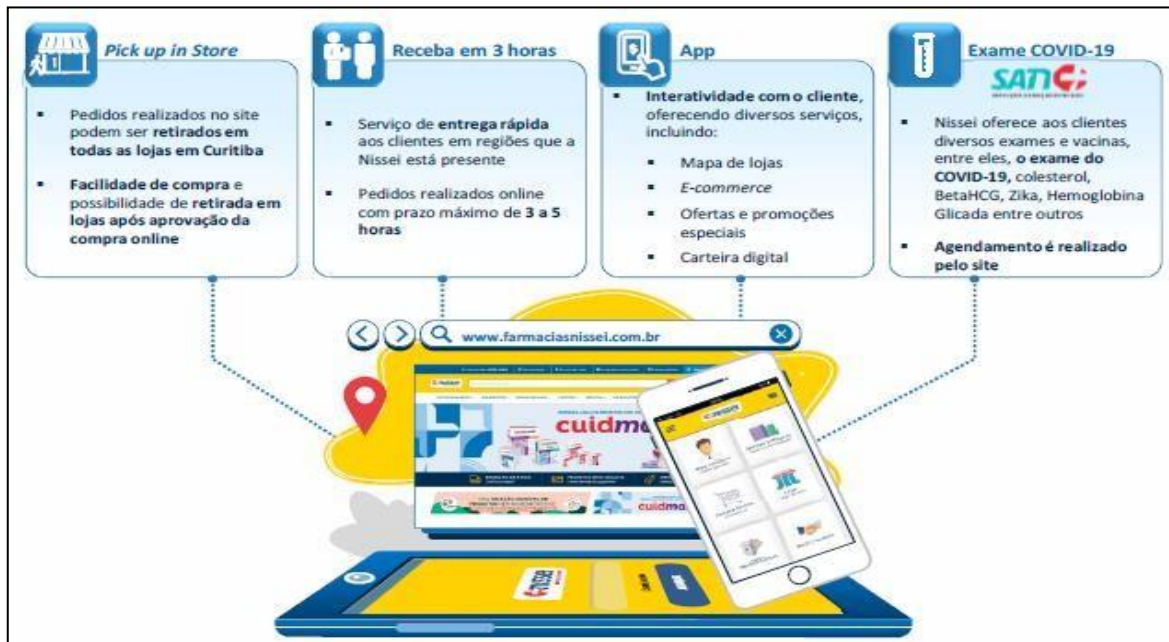 Pick up in Store
▪ Pedidos realizados no site
podem ser retirados em
todas as lojas em Curitiba
▪ Facilidade de compra e
possibilidade de retirada em
lojas após aprovação da
compra online
Receba em 3 horas
▪ Serviço de entrega rápida
aos clientes em regiões que a
Nissei está presente
▪ Pedidos realizados online
com prazo máximo de 3 a 5
horas
App
▪ Interatividade com o cliente,
oferecendo diversos serviços,
incluindo:
▪ Mapa de lojas
▪ E-commerce
▪ Ofertas e promoções
especiais
▪ Carteira digital
Exame COVID-19
▪ Nissei oferece aos clientes
diversos exames e vacinas,
entre eles, o exame do
COVID-19, colesterol,
BetaHCG, Zika, Hemoglobina
Glicada entre outros
▪ Agendamento é realizado
pelo site
www.farmaciasnissei.com.br
cuidma
cuidma
nissei